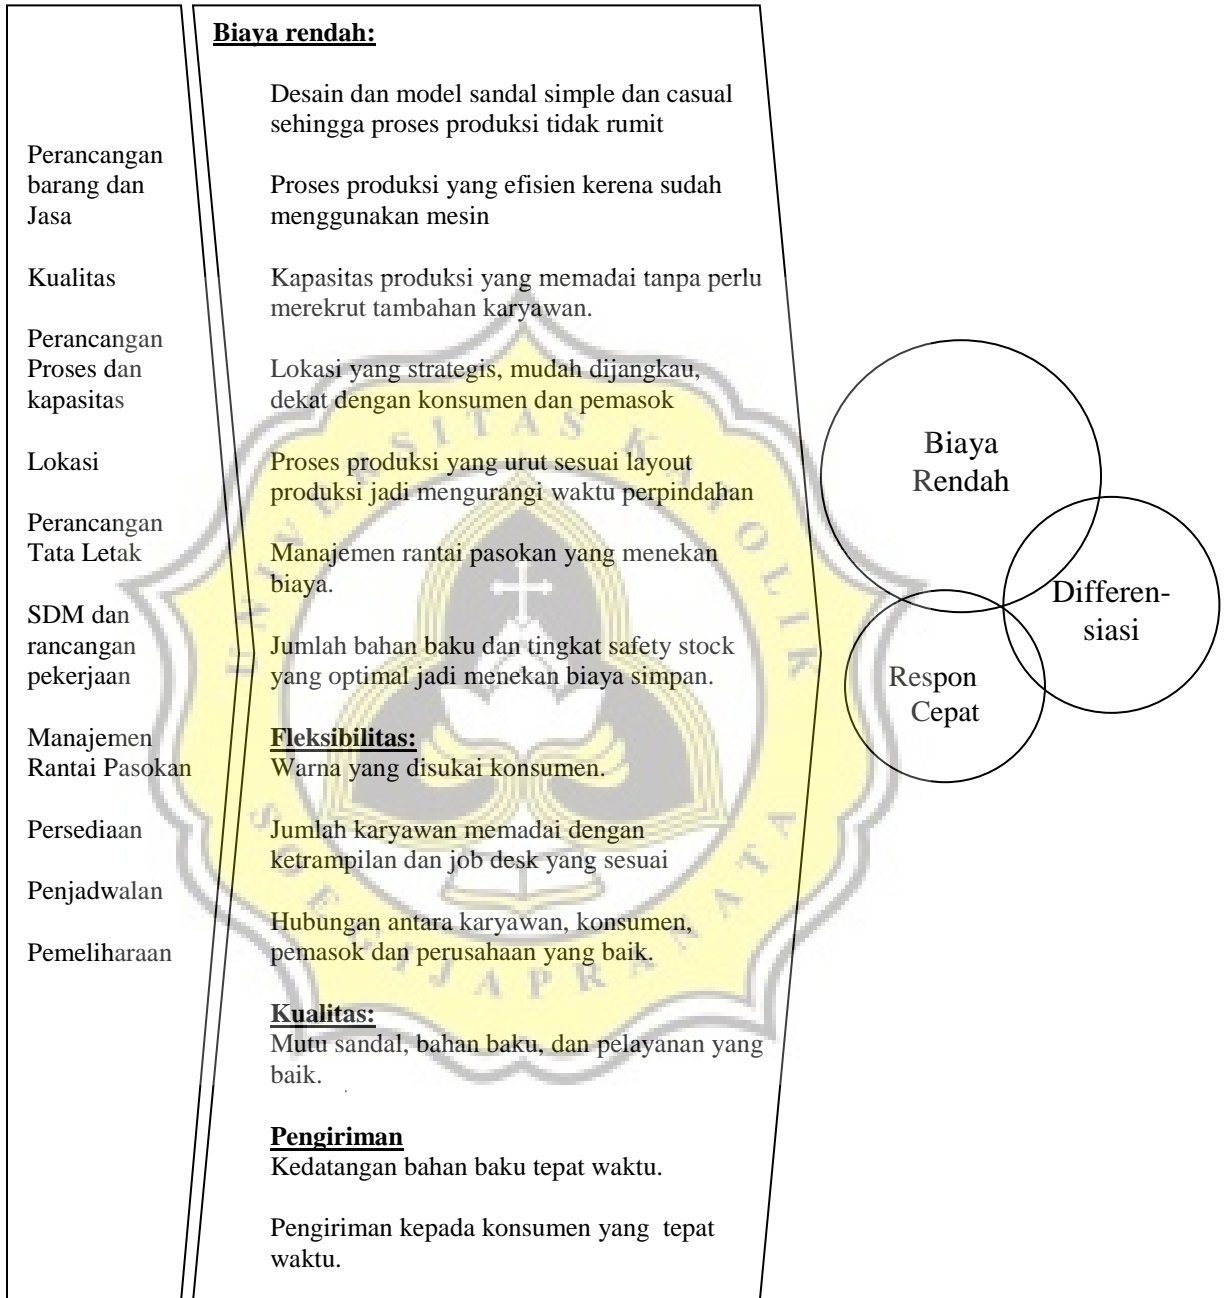 Perancangan
barang dan
Jasa
Kualitas
Perancangan
Proses dan
kapasitas
Lokasi
Perancangan
Tata Letak
SDM dan
rancangan
pekerjaan
Manajemen
Rantai Pasokan
Persediaan
Penjadwalan
Pemeliharaan
Biaya rendah:
Desain dan model sandal simple dan casual
sehingga proses produksi tidak rumit
Proses produksi yang efisien kerena sudah
menggunakan mesin
Kapasitas produksi yang memadai tanpa perlu
merekrut tambahan karyawan.
Lokasi yang strategis, mudah dijangkau,
dekat dengan konsumen dan pemasok
Proses produksi yang urut sesuai layout
produksi jadi mengurangi waktu perpindahan
Manajemen rantai pasokan yang menekan
biaya.
Jumlah bahan baku dan tingkat safety stock
yang optimal jadi menekan biaya simpan.
Fleksibilitas:
Warna yang disukai konsumen.
Jumlah karyawan memadai dengan
ketrampilan dan job desk yang sesuai
Hubungan antara karyawan, konsumen,
pemasok dan perusahaan yang baik.
Kualitas:
Mutu sandal, bahan baku, dan pelayanan yang
baik.
Pengiriman
Kedatangan bahan baku tepat waktu.
Pengiriman kepada konsumen yang  tepat
waktu.
Biaya
Rendah
Differen-
siasi
Respon
Cepat
UNIVERSITAS KATOLIK
SOEGIJAPRANATA